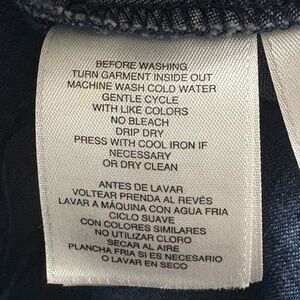 BEFORE WASHING
TURN GARMENT INSIDE OUT
MACHINE WASH COLD WATER
GENTLE CYCLE
WITH LIKE COLORS
NO BLEACH
DRIP DRY
PRESS WITH COOL IRON IF
NECESSARY
OR DRY CLEAN
ANTES DE LAVAR
VOLTEAR PRENDA AL REVÉS
LAVAR A MÁQUINA CON AGUA FRIA
CICLO SUAVE
CON COLORES SIMILARES
NO UTILIZAR CLORO
SECAR AL AIRE
PLANCHA FRIA SI ES NECESARIO
O LAVAR EN SECO